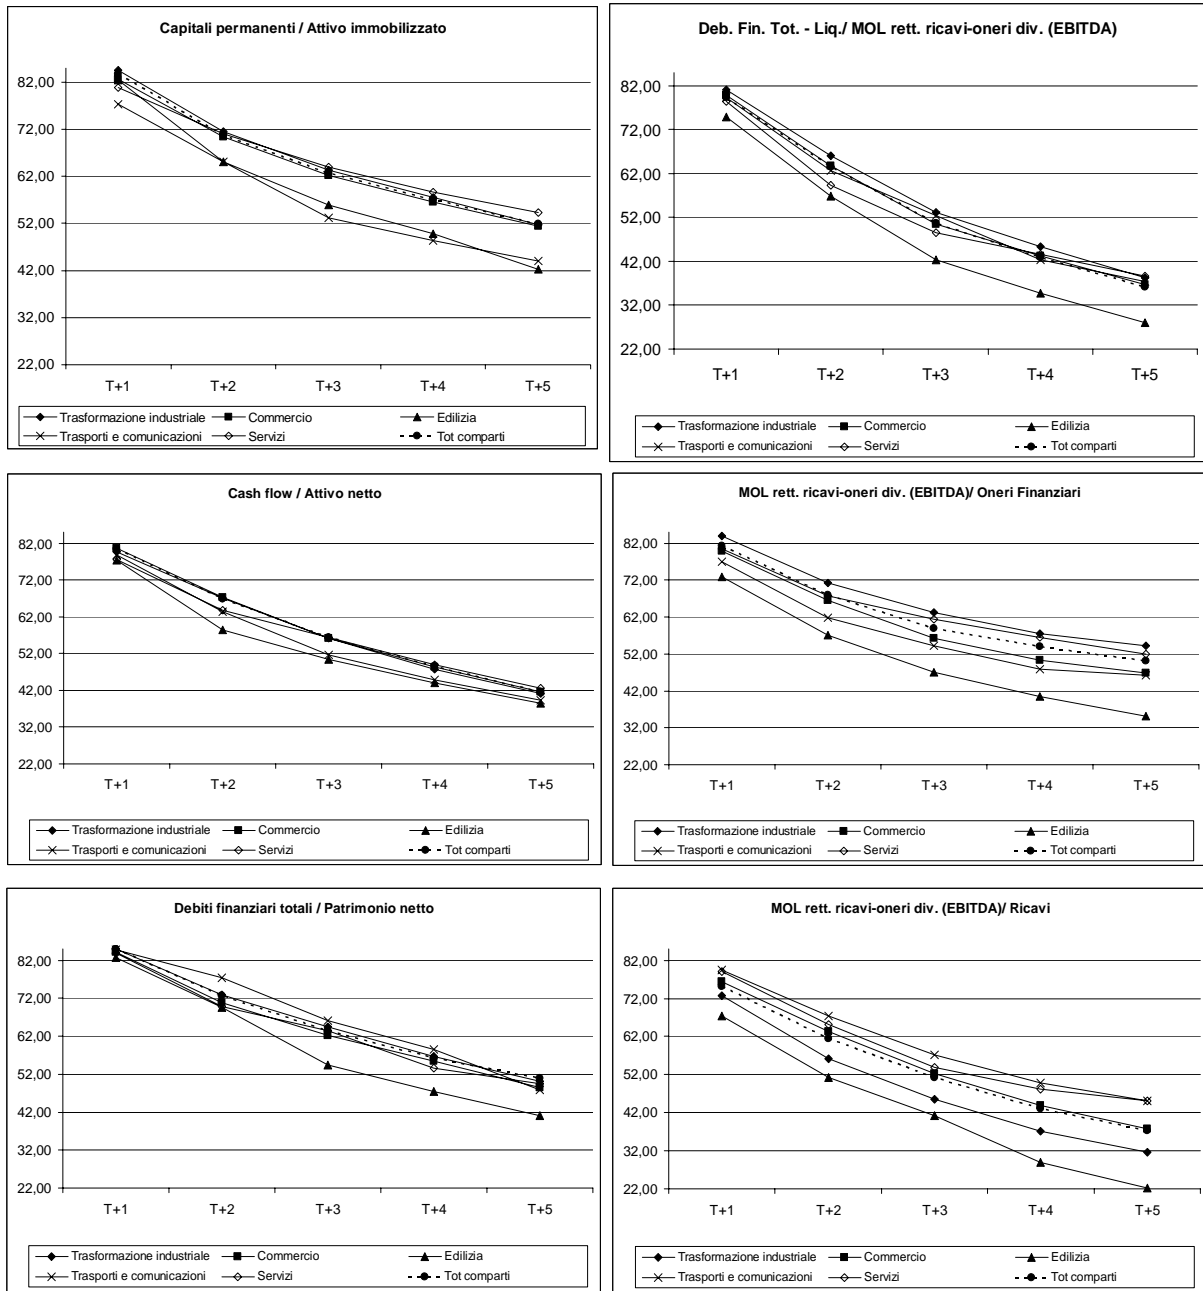 Capitali permanenti / Attivo immobilizzato
82,00
72,00
62,00
52,00
42,00
32,00
22,00
T+1 T+2 T+3 T+4 T+5
Trasformazione industriale Commercio Edilizia
Trasporti e comunicazioni Servizi Tot comparti
Deb. Fin. Tot. - Liq./ MOL rett. ricavi-oneri div. (EBITDA)
82,00
72,00
62,00
52,00
42,00
32,00
22,00
T+1 T+2 T+3 T+4 T+5
Trasformazione industriale Commercio Edilizia
Trasporti e comunicazioni Servizi Tot comparti
Cash flow / Attivo netto
82,00
72,00
62,00
52,00
42,00
32,00
22,00
T+1 T+2 T+3 T+4 T+5
Trasformazione industriale Commercio Edilizia
Trasporti e comunicazioni Servizi Tot comparti
MOL rett. ricavi-oneri div. (EBITDA)/ Oneri Finanziari
82,00
72,00
62,00
52,00
42,00
32,00
22,00
T+1 T+2 T+3 T+4 T+5
Trasformazione industriale Commercio Edilizia
Trasporti e comunicazioni Servizi Tot comparti
Debiti finanziari totali / Patrimonio netto
82,00
72,00
62,00
52,00
42,00
32,00
22,00
T+1 T+2 T+3 T+4 T+5
Trasformazione industriale Commercio Edilizia
Trasporti e comunicazioni Servizi Tot comparti
MOL rett. ricavi-oneri div. (EBITDA)/ Ricavi
82,00
72,00
62,00
52,00
42,00
32,00
22,00
T+1 T+2 T+3 T+4 T+5
Trasformazione industriale Commercio Edilizia
Trasporti e comunicazioni Servizi Tot comparti